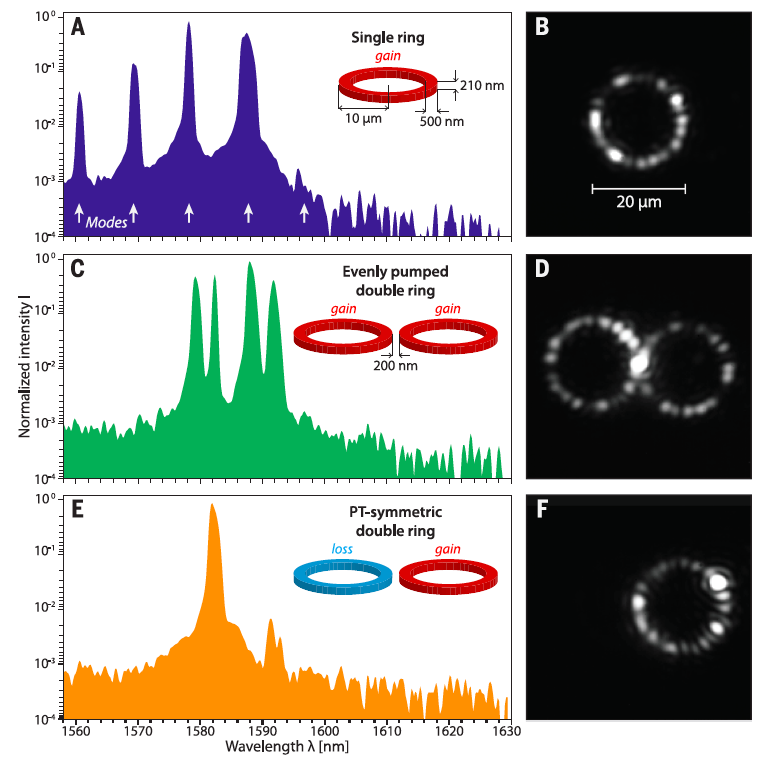 A
Single ring
gain
210 nm
10 μm
500 nm
Modes
10⁰
10⁻¹
10⁻²
10⁻³
10⁻⁴
B
20 μm
C
Evenly pumped
double ring
gain
gain
200 nm
10⁰
10⁻¹
10⁻²
10⁻³
10⁻⁴
Normalized intensity I
D
E
PT-symmetric
double ring
loss
gain
10⁰
10⁻¹
10⁻²
10⁻³
10⁻⁴
1560 1570 1580 1590 1600 1610 1620 1630
Wavelength λ [nm]
F